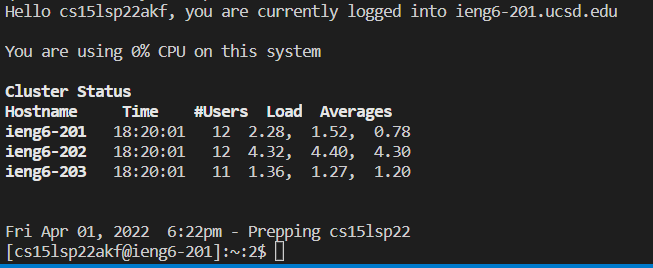 Hello cs15lsp22akf, you are currently logged into ieng6-201.ucsd.edu
You are using 0% CPU on this system
Cluster Status
Hostname     Time    #Users  Load  Averages
ieng6-201   18:20:01   12  2.28,  1.52,  0.78
ieng6-202   18:20:01   12  4.32,  4.40,  4.30
ieng6-203   18:20:01   11  1.36,  1.27,  1.20
Fri Apr 01, 2022  6:22pm - Prepping cs15lsp22
[cs15lsp22akf@ieng6-201]:~:2$